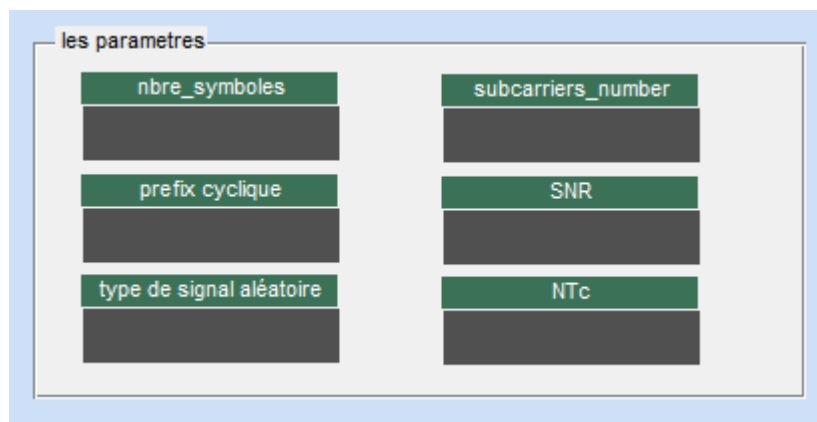 les parametres
nbre_symboles
subcarriers_number
prefix cyclique
SNR
type de signal aléatoire
NTc